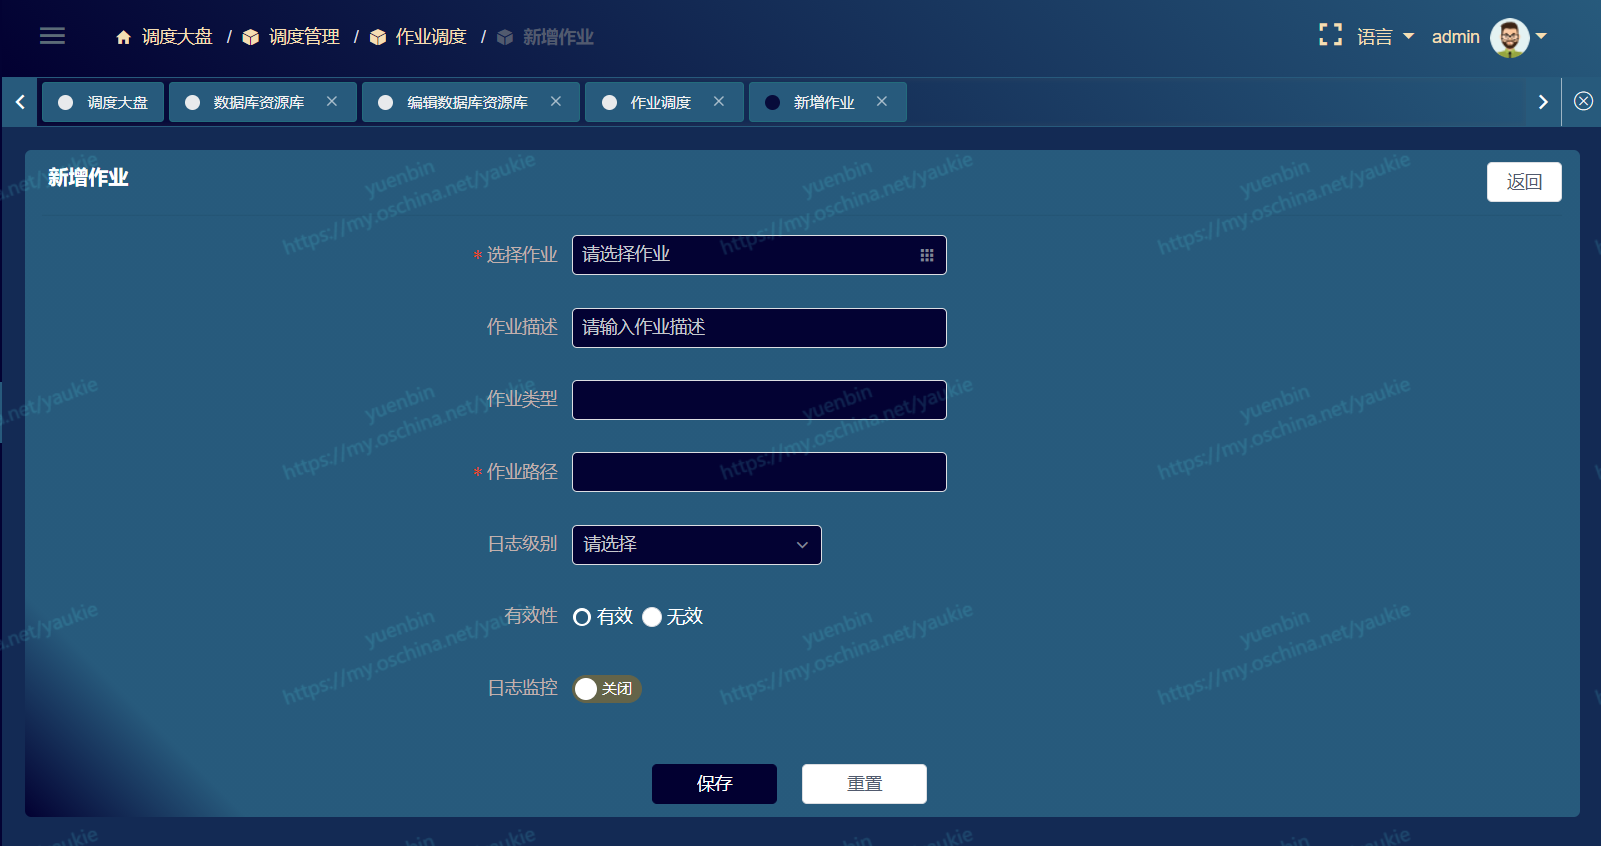 调度大盘 / 调度管理 / 作业调度 / 新增作业
语言 admin
调度大盘 数据库资源库 编辑数据库资源库 作业调度 新增作业
新增作业
返回
* 选择作业 请选择作业
作业描述 请输入作业描述
作业类型
* 作业路径
日志级别 请选择
有效性 有效 无效
日志监控 关闭
保存 重置
yuenbin
https://my.oschina.net/yaukie